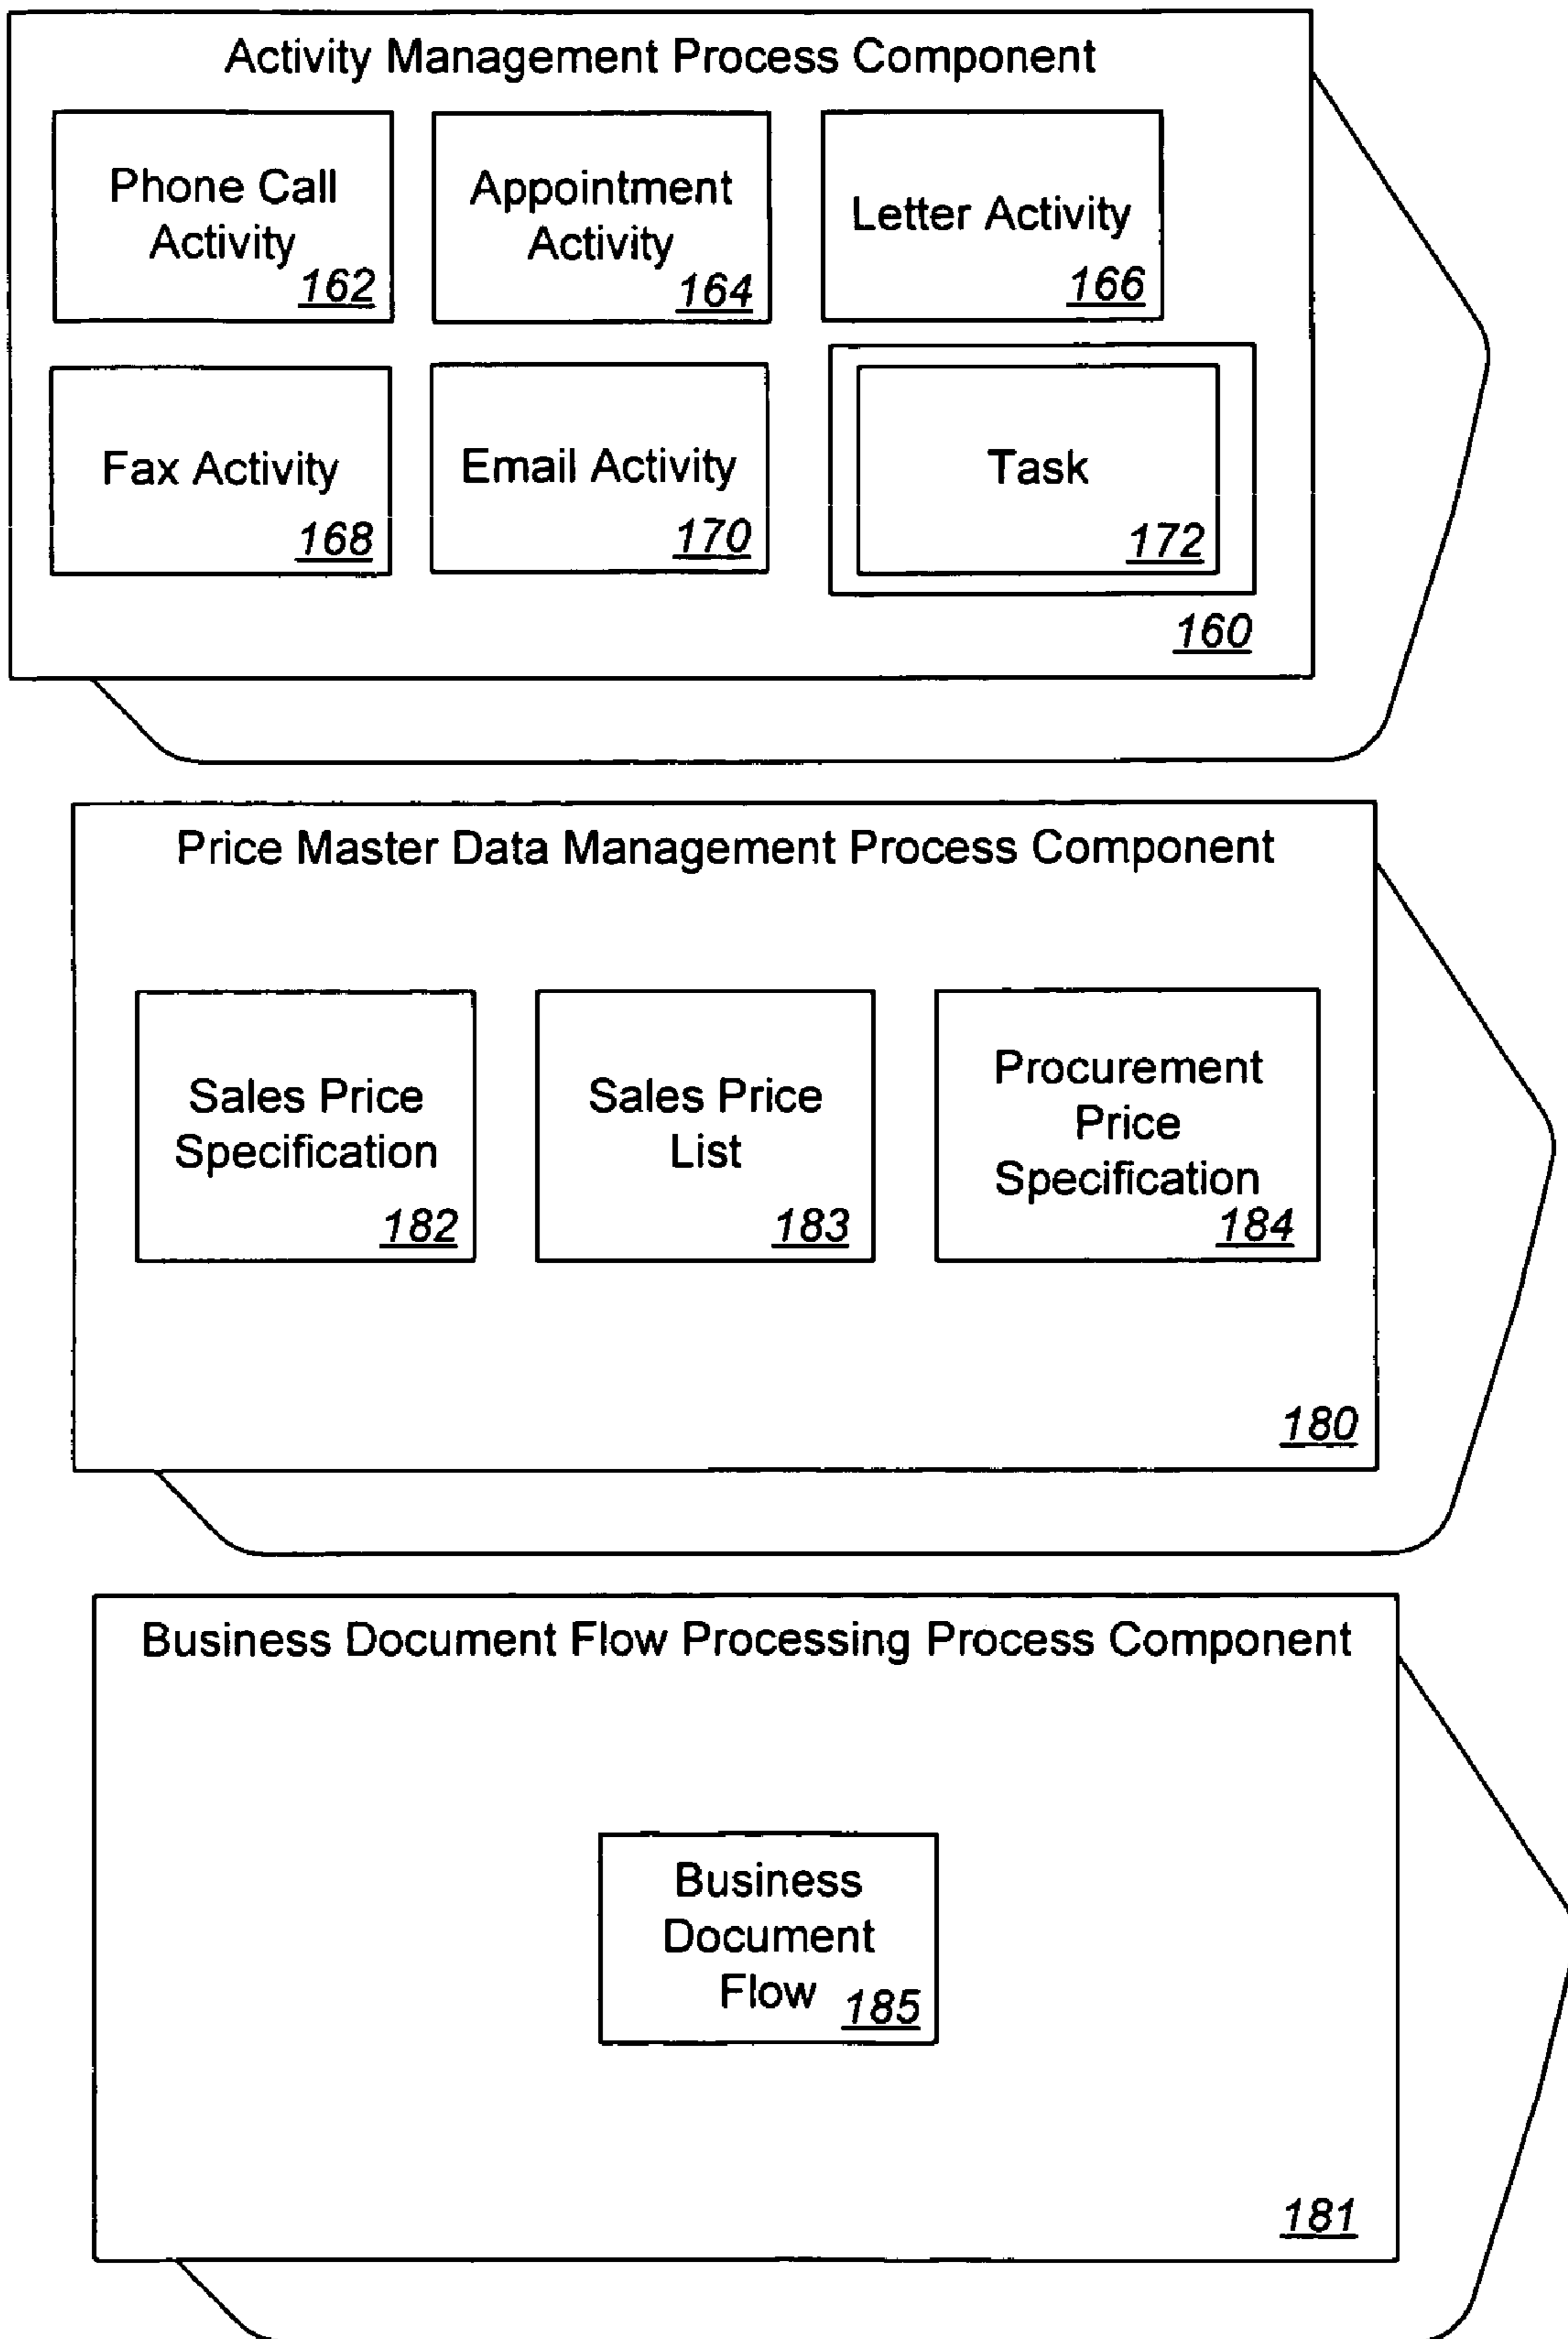 Activity Management Process Component
Phone Call
Activity
162
Appointment
Activity
164
Letter Activity
166
Fax Activity
168
Email Activity
170
Task
172
160
Price Master Data Management Process Component
Sales Price
Specification
182
Sales Price
List
183
Procurement
Price
Specification
184
180
Business Document Flow Processing Process Component
Business
Document
Flow
185
181